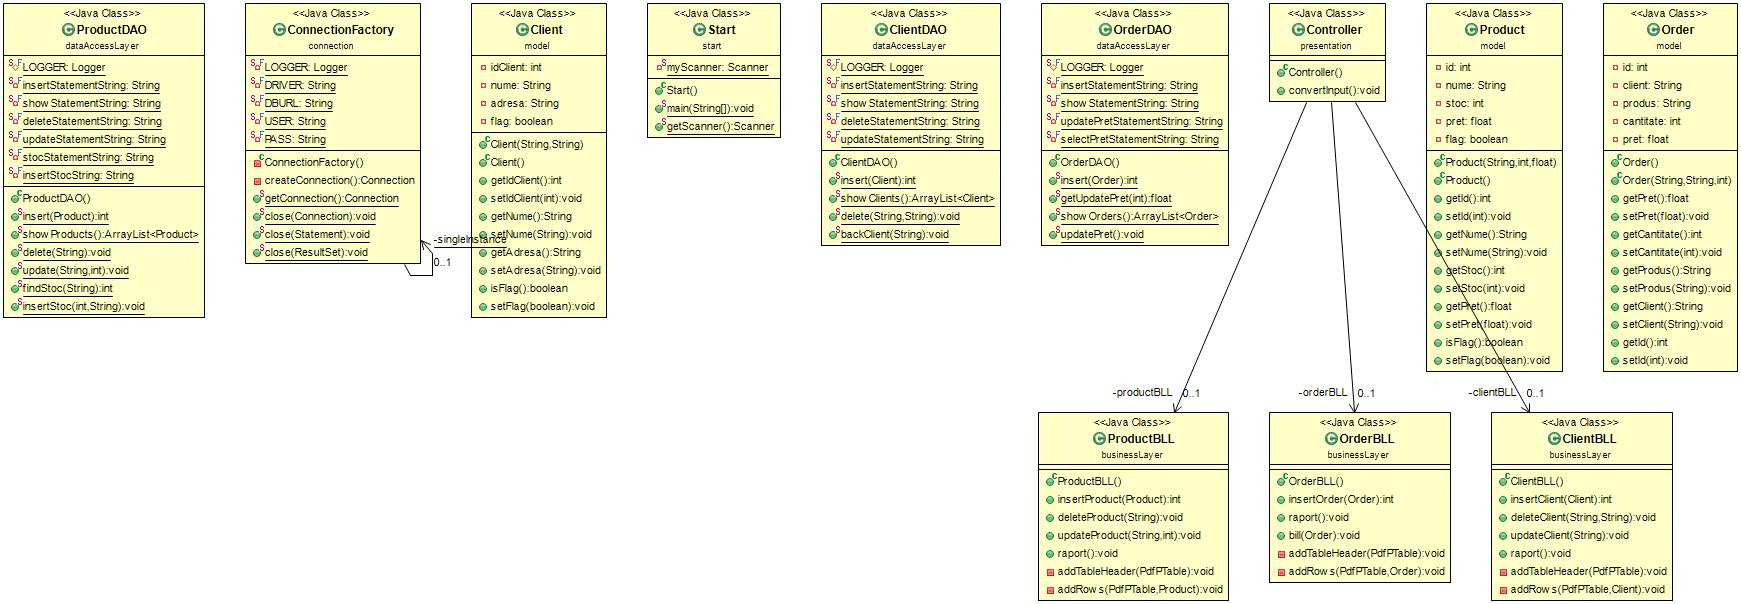 <<Java Class>>
ProductDAO
dataAccessLayer
LOGGER: Logger
insertStatementString: String
showStatementString: String
deleteStatementString: String
updateStatementString: String
stocStatementString: String
insertStocString: String
ProductDAO()
insert(Product):int
showProducts():ArrayList<Product>
delete(String):void
update(String,int):void
findStoc(String):int
insertStoc(int,String):void
<<Java Class>>
ConnectionFactory
connection
LOGGER: Logger
DRIVER: String
DBURL: String
USER: String
PASS: String
ConnectionFactory()
createConnection():Connection
getConnection():Connection
close(Connection):void
close(Statement):void
close(ResultSet):void
-singleInstance
0..1
<<Java Class>>
Client
model
idClient: int
nume: String
adresa: String
flag: boolean
Client(String,String)
Client()
getIdClient():int
setIdClient(int):void
getNume():String
setNume(String):void
getAdresa():String
setAdresa(String):void
isFlag():boolean
setFlag(boolean):void
<<Java Class>>
Start
start
myScanner: Scanner
Start()
main(String[]):void
getScanner():Scanner
<<Java Class>>
ClientDAO
dataAccessLayer
LOGGER: Logger
insertStatementString: String
showStatementString: String
deleteStatementString: String
updateStatementString: String
ClientDAO()
insert(Client):int
showClients():ArrayList<Client>
delete(String,String):void
backClient(String):void
<<Java Class>>
OrderDAO
dataAccessLayer
LOGGER: Logger
insertStatementString: String
showStatementString: String
updatePretStatementString: String
selectPretStatementString: String
OrderDAO()
insert(Order):int
getUpdatePret(int):float
showOrders():ArrayList<Order>
updatePret():void
<<Java Class>>
Controller
presentation
Controller()
convertInput():void
<<Java Class>>
Product
model
id: int
nume: String
stoc: int
pret: float
flag: boolean
Product(String,int,float)
Product()
getId():int
setId(int):void
getNume():String
setNume(String):void
getStoc():int
setStoc(int):void
getPret():float
setPret(float):void
isFlag():boolean
setFlag(boolean):void
<<Java Class>>
Order
model
id: int
client: String
produs: String
cantitate: int
pret: float
Order()
Order(String,String,int)
getPret():float
setPret(float):void
getCantitate():int
setCantitate(int):void
getProdus():String
setProdus(String):void
getClient():String
setClient(String):void
getId():int
setId(int):void
-productBLL 0..1
-orderBLL 0..1
-clientBLL 0..1
<<Java Class>>
ProductBLL
businessLayer
ProductBLL()
insertProduct(Product):int
deleteProduct(String):void
updateProduct(String,int):void
raport():void
addTableHeader(PdfPTable):void
addRows(PdfPTable,Product):void
<<Java Class>>
OrderBLL
businessLayer
OrderBLL()
insertOrder(Order):int
raport():void
bill(Order):void
addTableHeader(PdfPTable):void
addRows(PdfPTable,Order):void
<<Java Class>>
ClientBLL
businessLayer
ClientBLL()
insertClient(Client):int
deleteClient(String,String):void
updateClient(String):void
raport():void
addTableHeader(PdfPTable):void
addRows(PdfPTable,Client):void